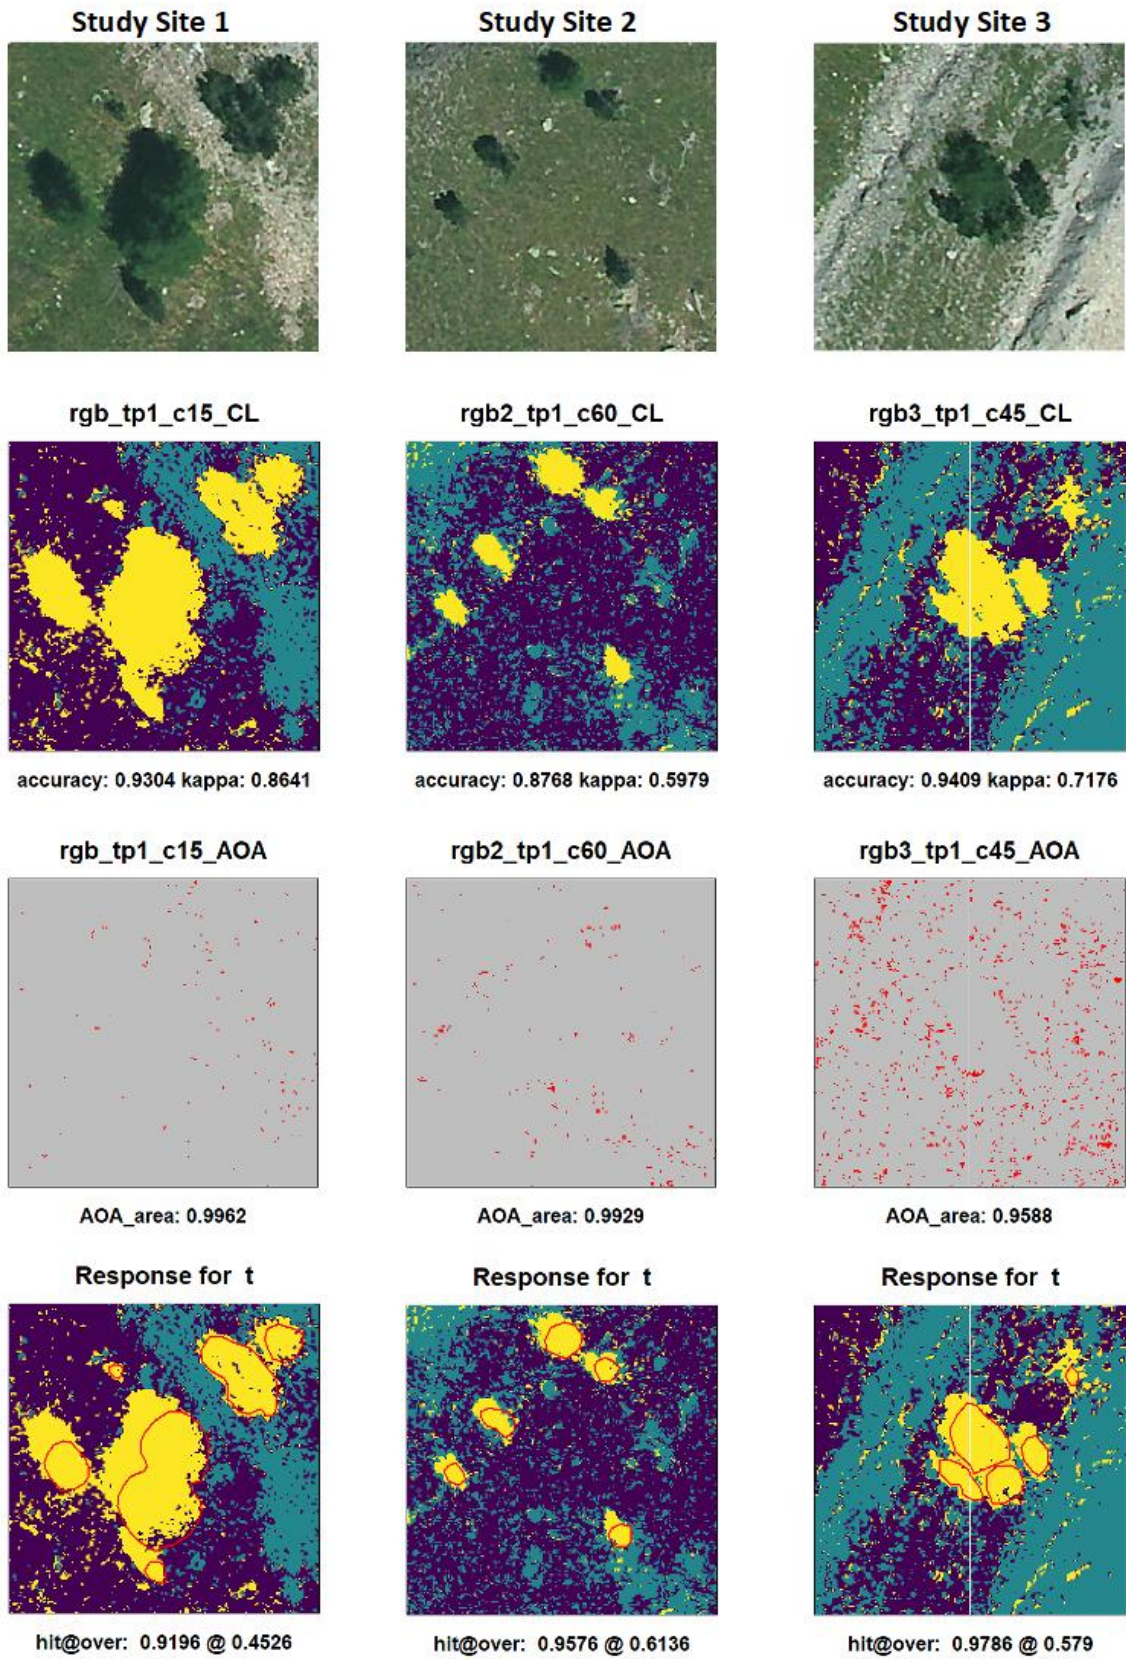 Study Site 1 Study Site 2 Study Site 3
rgb_tp1_c15_CL rgb2_tp1_c60_CL rgb3_tp1_c45_CL
accuracy: 0.9304 kappa: 0.8641 accuracy: 0.8768 kappa: 0.5979 accuracy: 0.9409 kappa: 0.7176
rgb_tp1_c15_AOA rgb2_tp1_c60_AOA rgb3_tp1_c45_AOA
AOA_area: 0.9962 AOA_area: 0.9929 AOA_area: 0.9588
Response for t Response for t Response for t
hit@over: 0.9196 @ 0.4526 hit@over: 0.9576 @ 0.6136 hit@over: 0.9786 @ 0.579